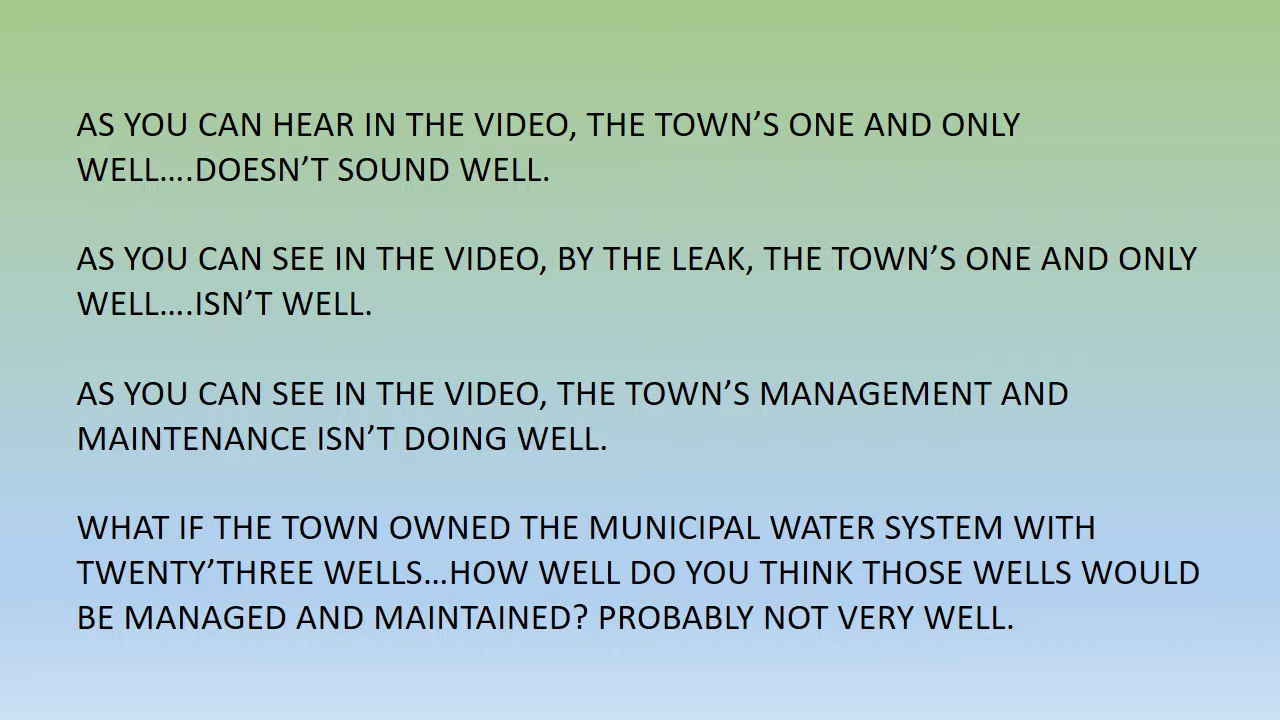 AS YOU CAN HEAR IN THE VIDEO, THE TOWN’S ONE AND ONLY
WELL….DOESN’T SOUND WELL.
AS YOU CAN SEE IN THE VIDEO, BY THE LEAK, THE TOWN’S ONE AND ONLY
WELL….ISN’T WELL.
AS YOU CAN SEE IN THE VIDEO, THE TOWN’S MANAGEMENT AND
MAINTENANCE ISN’T DOING WELL.
WHAT IF THE TOWN OWNED THE MUNICIPAL WATER SYSTEM WITH
TWENTY’THREE WELLS…HOW WELL DO YOU THINK THOSE WELLS WOULD
BE MANAGED AND MAINTAINED? PROBABLY NOT VERY WELL.